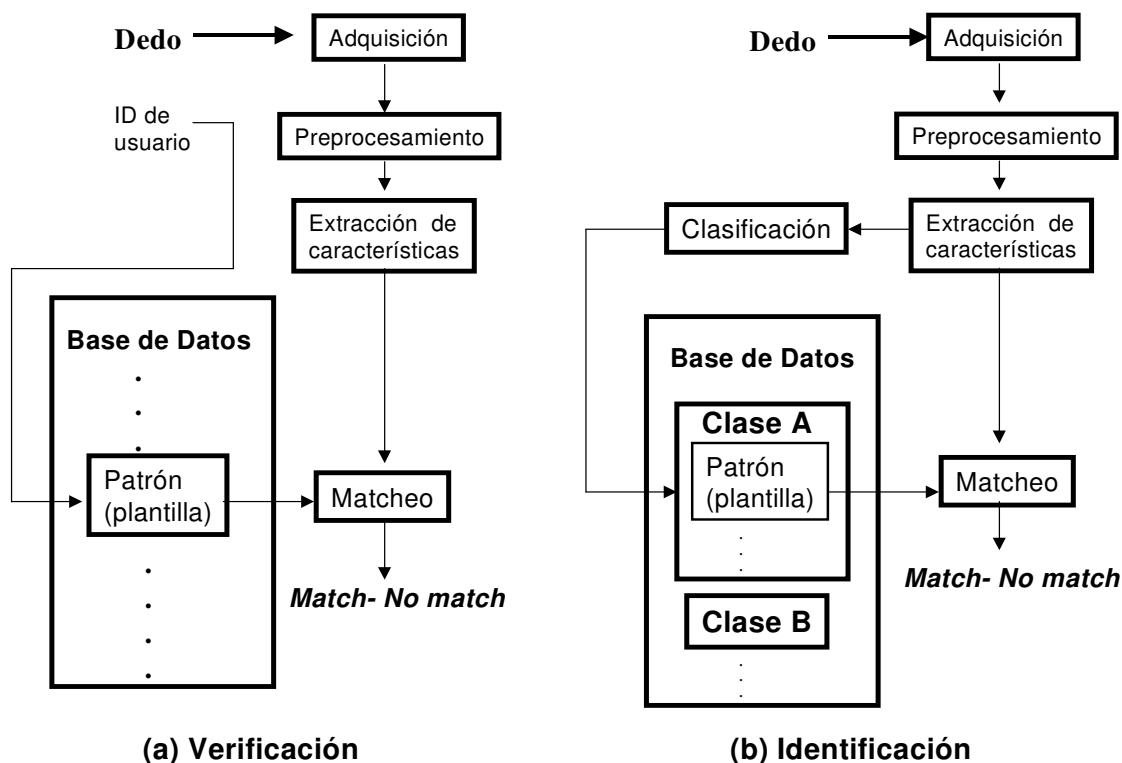 Dedo
Adquisición
ID de
usuario
Preprocesamiento
Extracción de
características
Base de Datos
Patrón
(plantilla)
Matcheo
Match- No match
(a) Verificación
Dedo
Adquisición
Preprocesamiento
Clasificación
Extracción de
características
Base de Datos
Clase A
Patrón
(plantilla)
Matcheo
Match- No match
Clase B
(b) Identificación